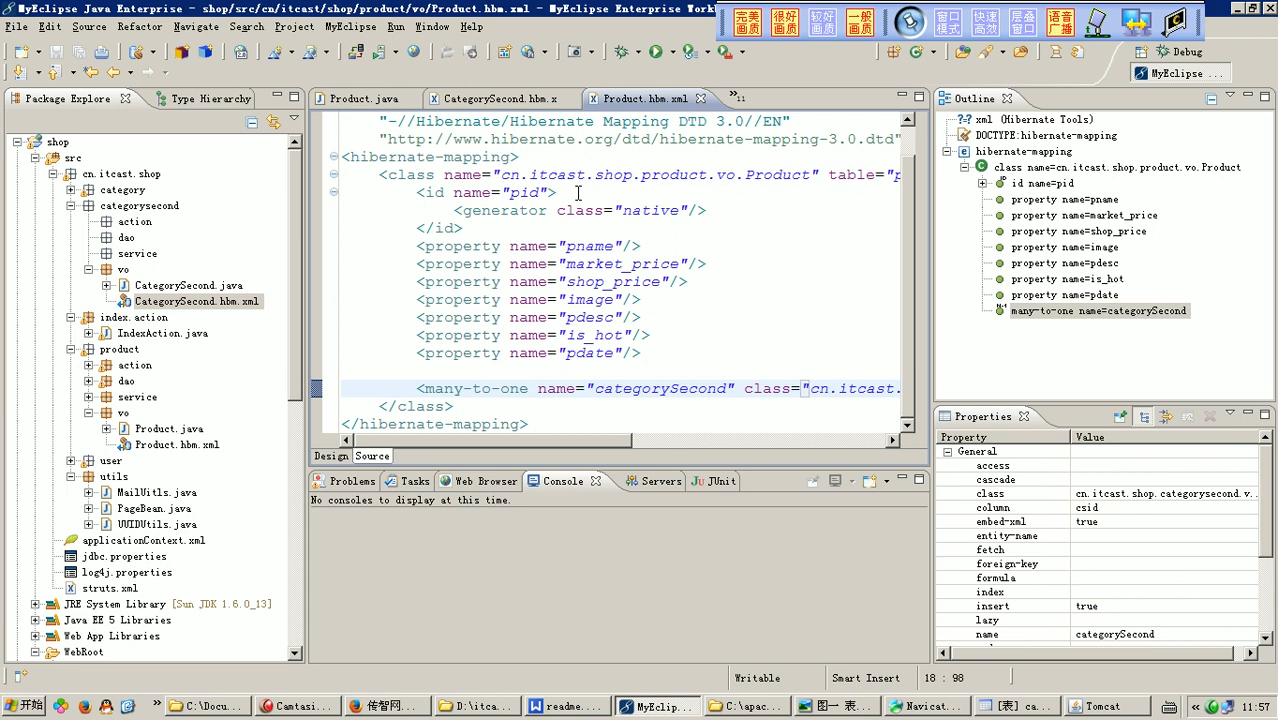 MyEclipse Java Enterprise - shop/src/cn/itcast/shop/product/vo/Product.hbm.xml - MyEclipse Enterprise Work
完美画质
很好画质
较好画质
一般画质
窗口模式
快速高效
层叠窗口
语音广播
File Edit Source Refactor Navigate Search Project MyEclipse Run Window Help
Debug
MyEclipse ...
Package Explore
Type Hierarchy
shop
src
cn.itcast.shop
category
categorysecond
action
dao
service
vo
CategorySecond.java
CategorySecond.hbm.xml
index.action
IndexAction.java
product
action
dao
service
vo
Product.java
Product.hbm.xml
user
utils
MailUitls.java
PageBean.java
UUIDUtils.java
applicationContext.xml
jdbc.properties
log4j.properties
struts.xml
JRE System Library [Sun JDK 1.6.0_13]
Java EE 5 Libraries
Web App Libraries
WebRoot
Product.java
CategorySecond.hbm.x
Product.hbm.xml
»11
"-//Hibernate/Hibernate Mapping DTD 3.0//EN"
"http://www.hibernate.org/dtd/hibernate-mapping-3.0.dtd"
<hibernate-mapping>
<class name="cn.itcast.shop.product.vo.Product" table="p
<id name="pid">
<generator class="native"/>
</id>
<property name="pname"/>
<property name="market_price"/>
<property name="shop_price"/>
<property name="image"/>
<property name="pdesc"/>
<property name="is_hot"/>
<property name="pdate"/>
<many-to-one name="categorySecond" class="cn.itcast.
</class>
</hibernate-mapping>
Design Source
Problems Tasks Web Browser Console Servers JUnit
No consoles to display at this time.
Outline
xml (Hibernate Tools)
DOCTYPE:hibernate-mapping
hibernate-mapping
class name=cn.itcast.shop.product.vo.Product
id name=pid
property name=pname
property name=market_price
property name=shop_price
property name=image
property name=pdesc
property name=is_hot
property name=pdate
many-to-one name=categorySecond
Properties
Property Value
General
access
cascade
class cn.itcast.shop.categorysecond.v...
column csid
embed-xml true
entity-name
fetch
foreign-key
formula
index
insert true
lazy
name categorySecond
Writable Smart Insert 18 : 98
开始
C:\Docu...
Camtasi...
传智播客...
D:\itc...
readme....
MyEclip...
C:\apac...
图一 表...
Navicat...
[表] ca...
Tomcat
11:57